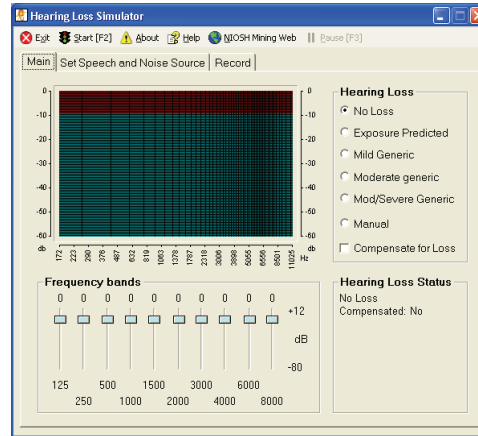 Hearing Loss Simulator
Exit Start [F2] About Help NIOSH Mining Web Pause [F3]
Main Set Speech and Noise Source Record
0 0
-10 -10
-20 -20
-30 -30
-40 -40
-50 -50
-60 -60
db db
172 223 290 376 487 632 819 1063 1378 1787 2318 3006 3898 5055 6556 8501 11025 Hz
Hearing Loss
No Loss
Exposure Predicted
Mild Generic
Moderate generic
Mod/Severe Generic
Manual
Compensate for Loss
Frequency bands
0 0 0 0 0 0 0 0 0
+12
dB
-80
125 500 1500 3000 6000
250 1000 2000 4000 8000
Hearing Loss Status
No Loss
Compensated: No